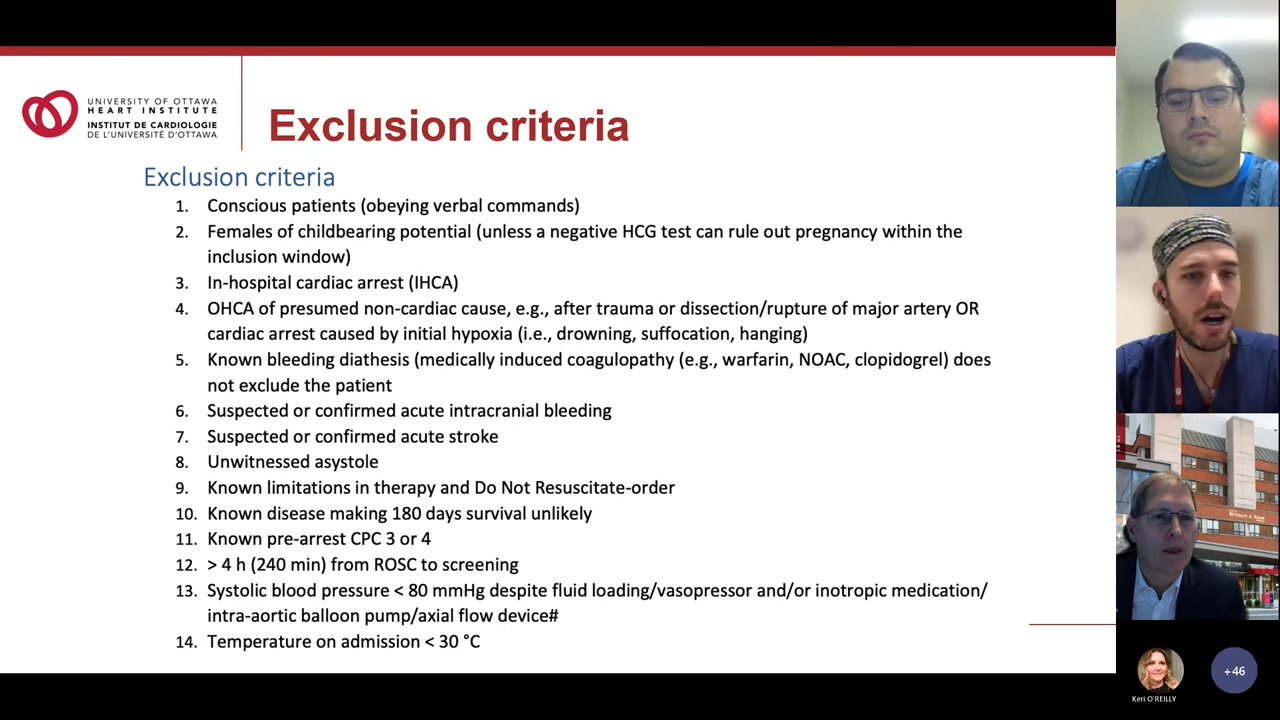 UNIVERSITY OF OTTAWA
HEART INSTITUTE
INSTITUT DE CARDIOLOGIE
DE L'UNIVERSITÉ D'OTTAWA
Exclusion criteria
Exclusion criteria
1. Conscious patients (obeying verbal commands)
2. Females of childbearing potential (unless a negative HCG test can rule out pregnancy within the
inclusion window)
3. In-hospital cardiac arrest (IHCA)
4. OHCA of presumed non-cardiac cause, e.g., after trauma or dissection/rupture of major artery OR
cardiac arrest caused by initial hypoxia (i.e., drowning, suffocation, hanging)
5. Known bleeding diathesis (medically induced coagulopathy (e.g., warfarin, NOAC, clopidogrel) does
not exclude the patient
6. Suspected or confirmed acute intracranial bleeding
7. Suspected or confirmed acute stroke
8. Unwitnessed asystole
9. Known limitations in therapy and Do Not Resuscitate-order
10. Known disease making 180 days survival unlikely
11. Known pre-arrest CPC 3 or 4
12. > 4 h (240 min) from ROSC to screening
13. Systolic blood pressure < 80 mmHg despite fluid loading/vasopressor and/or inotropic medication/
intra-aortic balloon pump/axial flow device#
14. Temperature on admission < 30 °C
Keri O'REILLY
+46